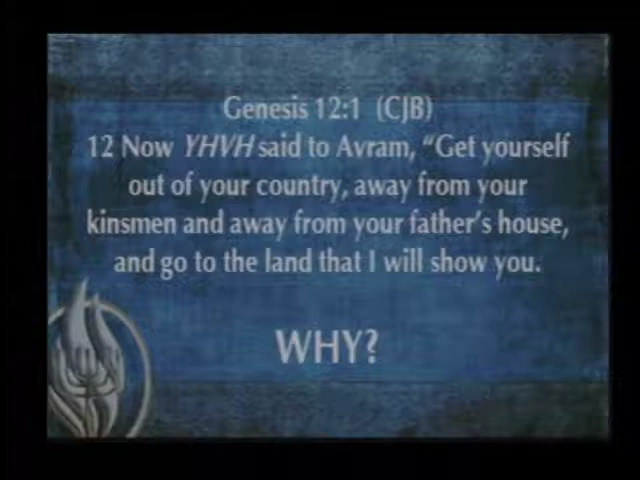 Genesis 12:1 (CJB)
12 Now YHVH said to Avram, “Get yourself
out of your country, away from your
kinsmen and away from your father's house,
and go to the land that I will show you.
WHY?